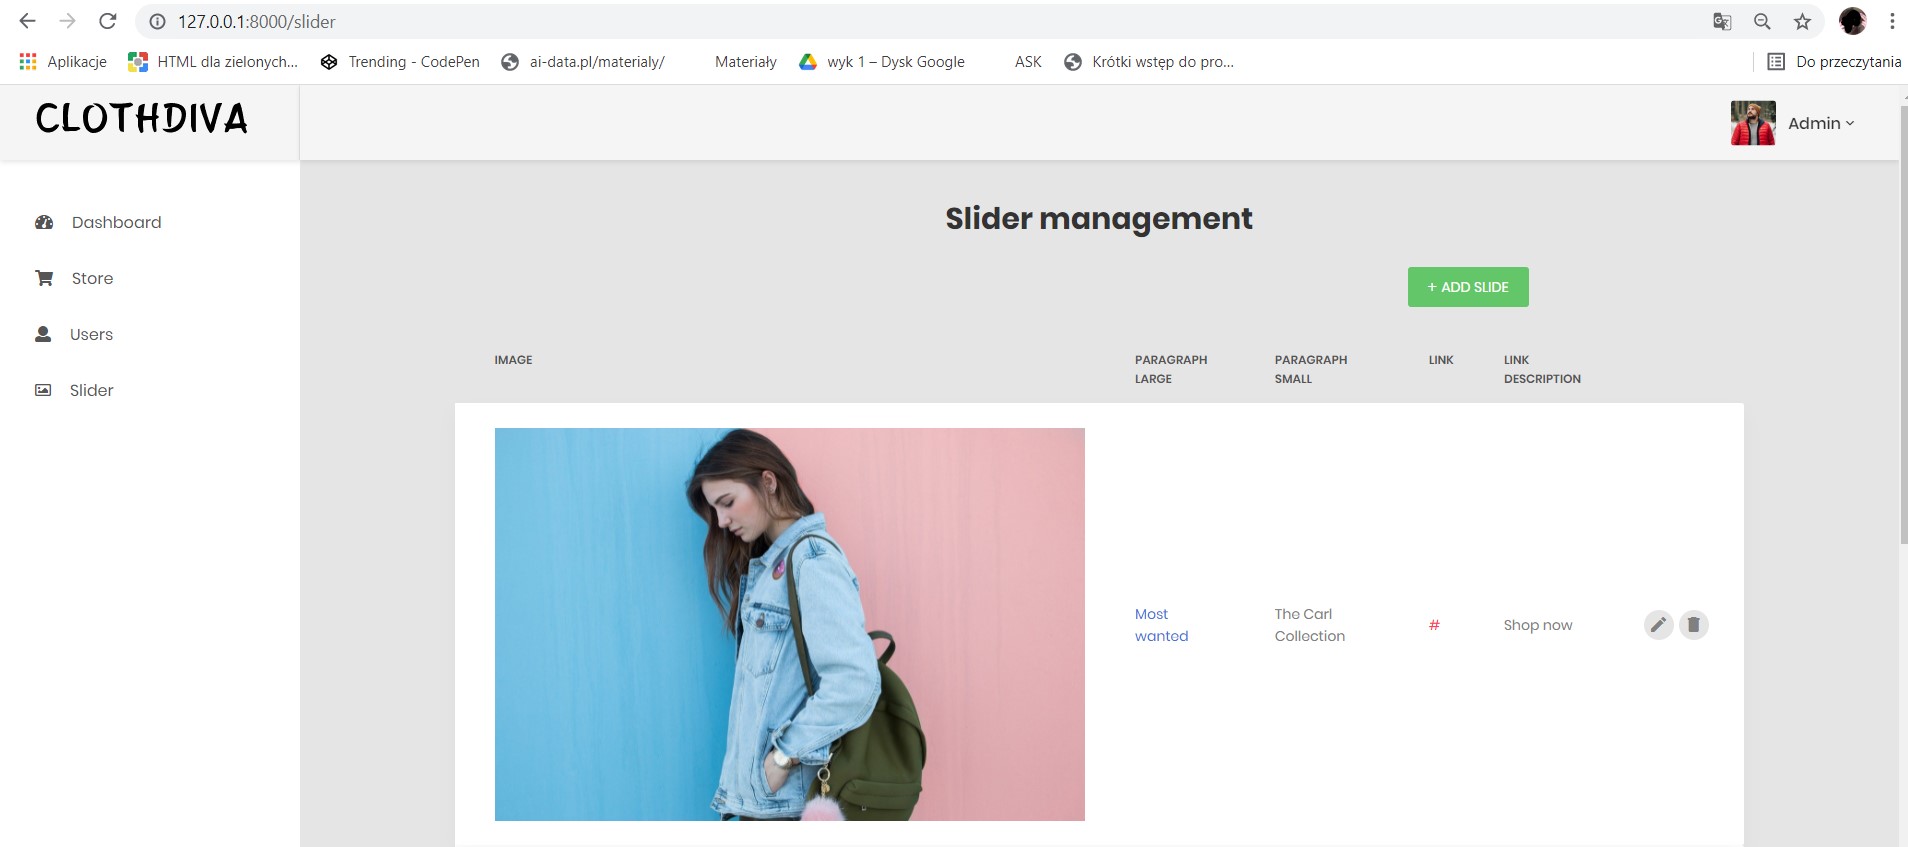 127.0.0.1:8000/slider
Aplikacje
HTML dla zielonych...
Trending - CodePen
ai-data.pl/materialy/
Materiały
wyk 1 – Dysk Google
ASK
Krótki wstęp do pro...
Do przeczytania
CLOTHDIVA
Admin
Dashboard
Store
Users
Slider
Slider management
+ ADD SLIDE
IMAGE
PARAGRAPH
LARGE
PARAGRAPH
SMALL
LINK
LINK
DESCRIPTION
Most
wanted
The Carl
Collection
#
Shop now